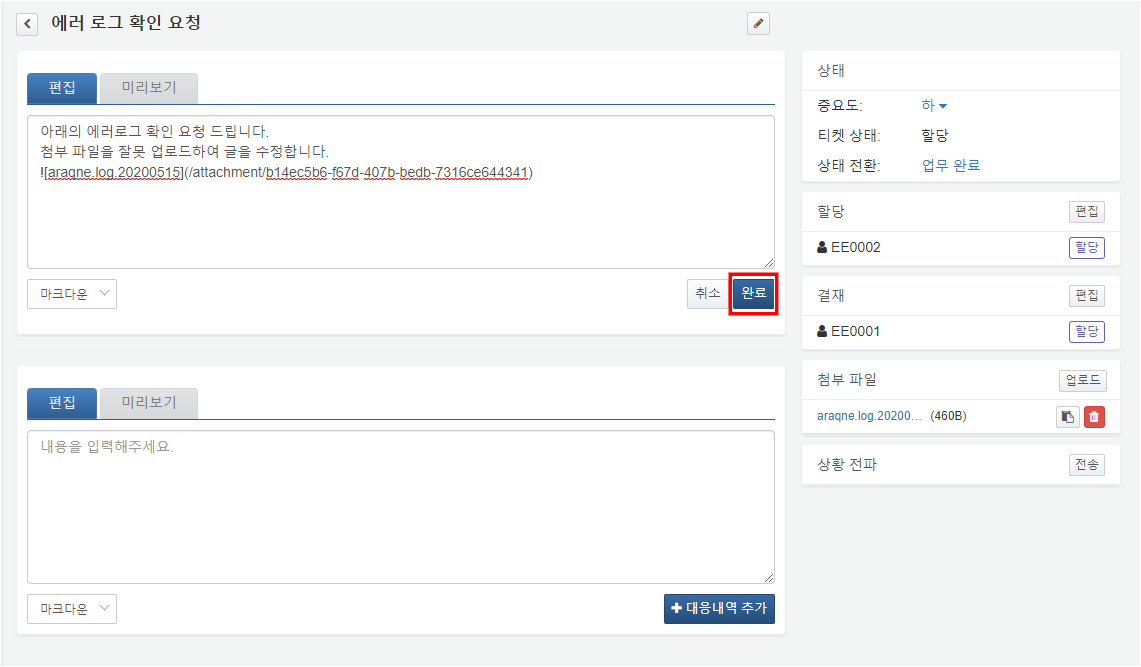 에러 로그 확인 요청
편집 미리보기
아래의 에러로그 확인 요청 드립니다.
첨부 파일을 잘못 업로드하여 글을 수정합니다.
![araqne.log.20200515](/attachment/b14ec5b6-f67d-407b-bedb-7316ce644341)
마크다운 취소 완료
편집 미리보기
내용을 입력해주세요.
마크다운 대응내역 추가
상태
중요도: 하
티켓 상태: 할당
상태 전환: 업무 완료
할당 편집
EE0002 할당
결재 편집
EE0001 할당
첨부 파일 업로드
araqne.log.20200... (460B)
상황 전파 전송